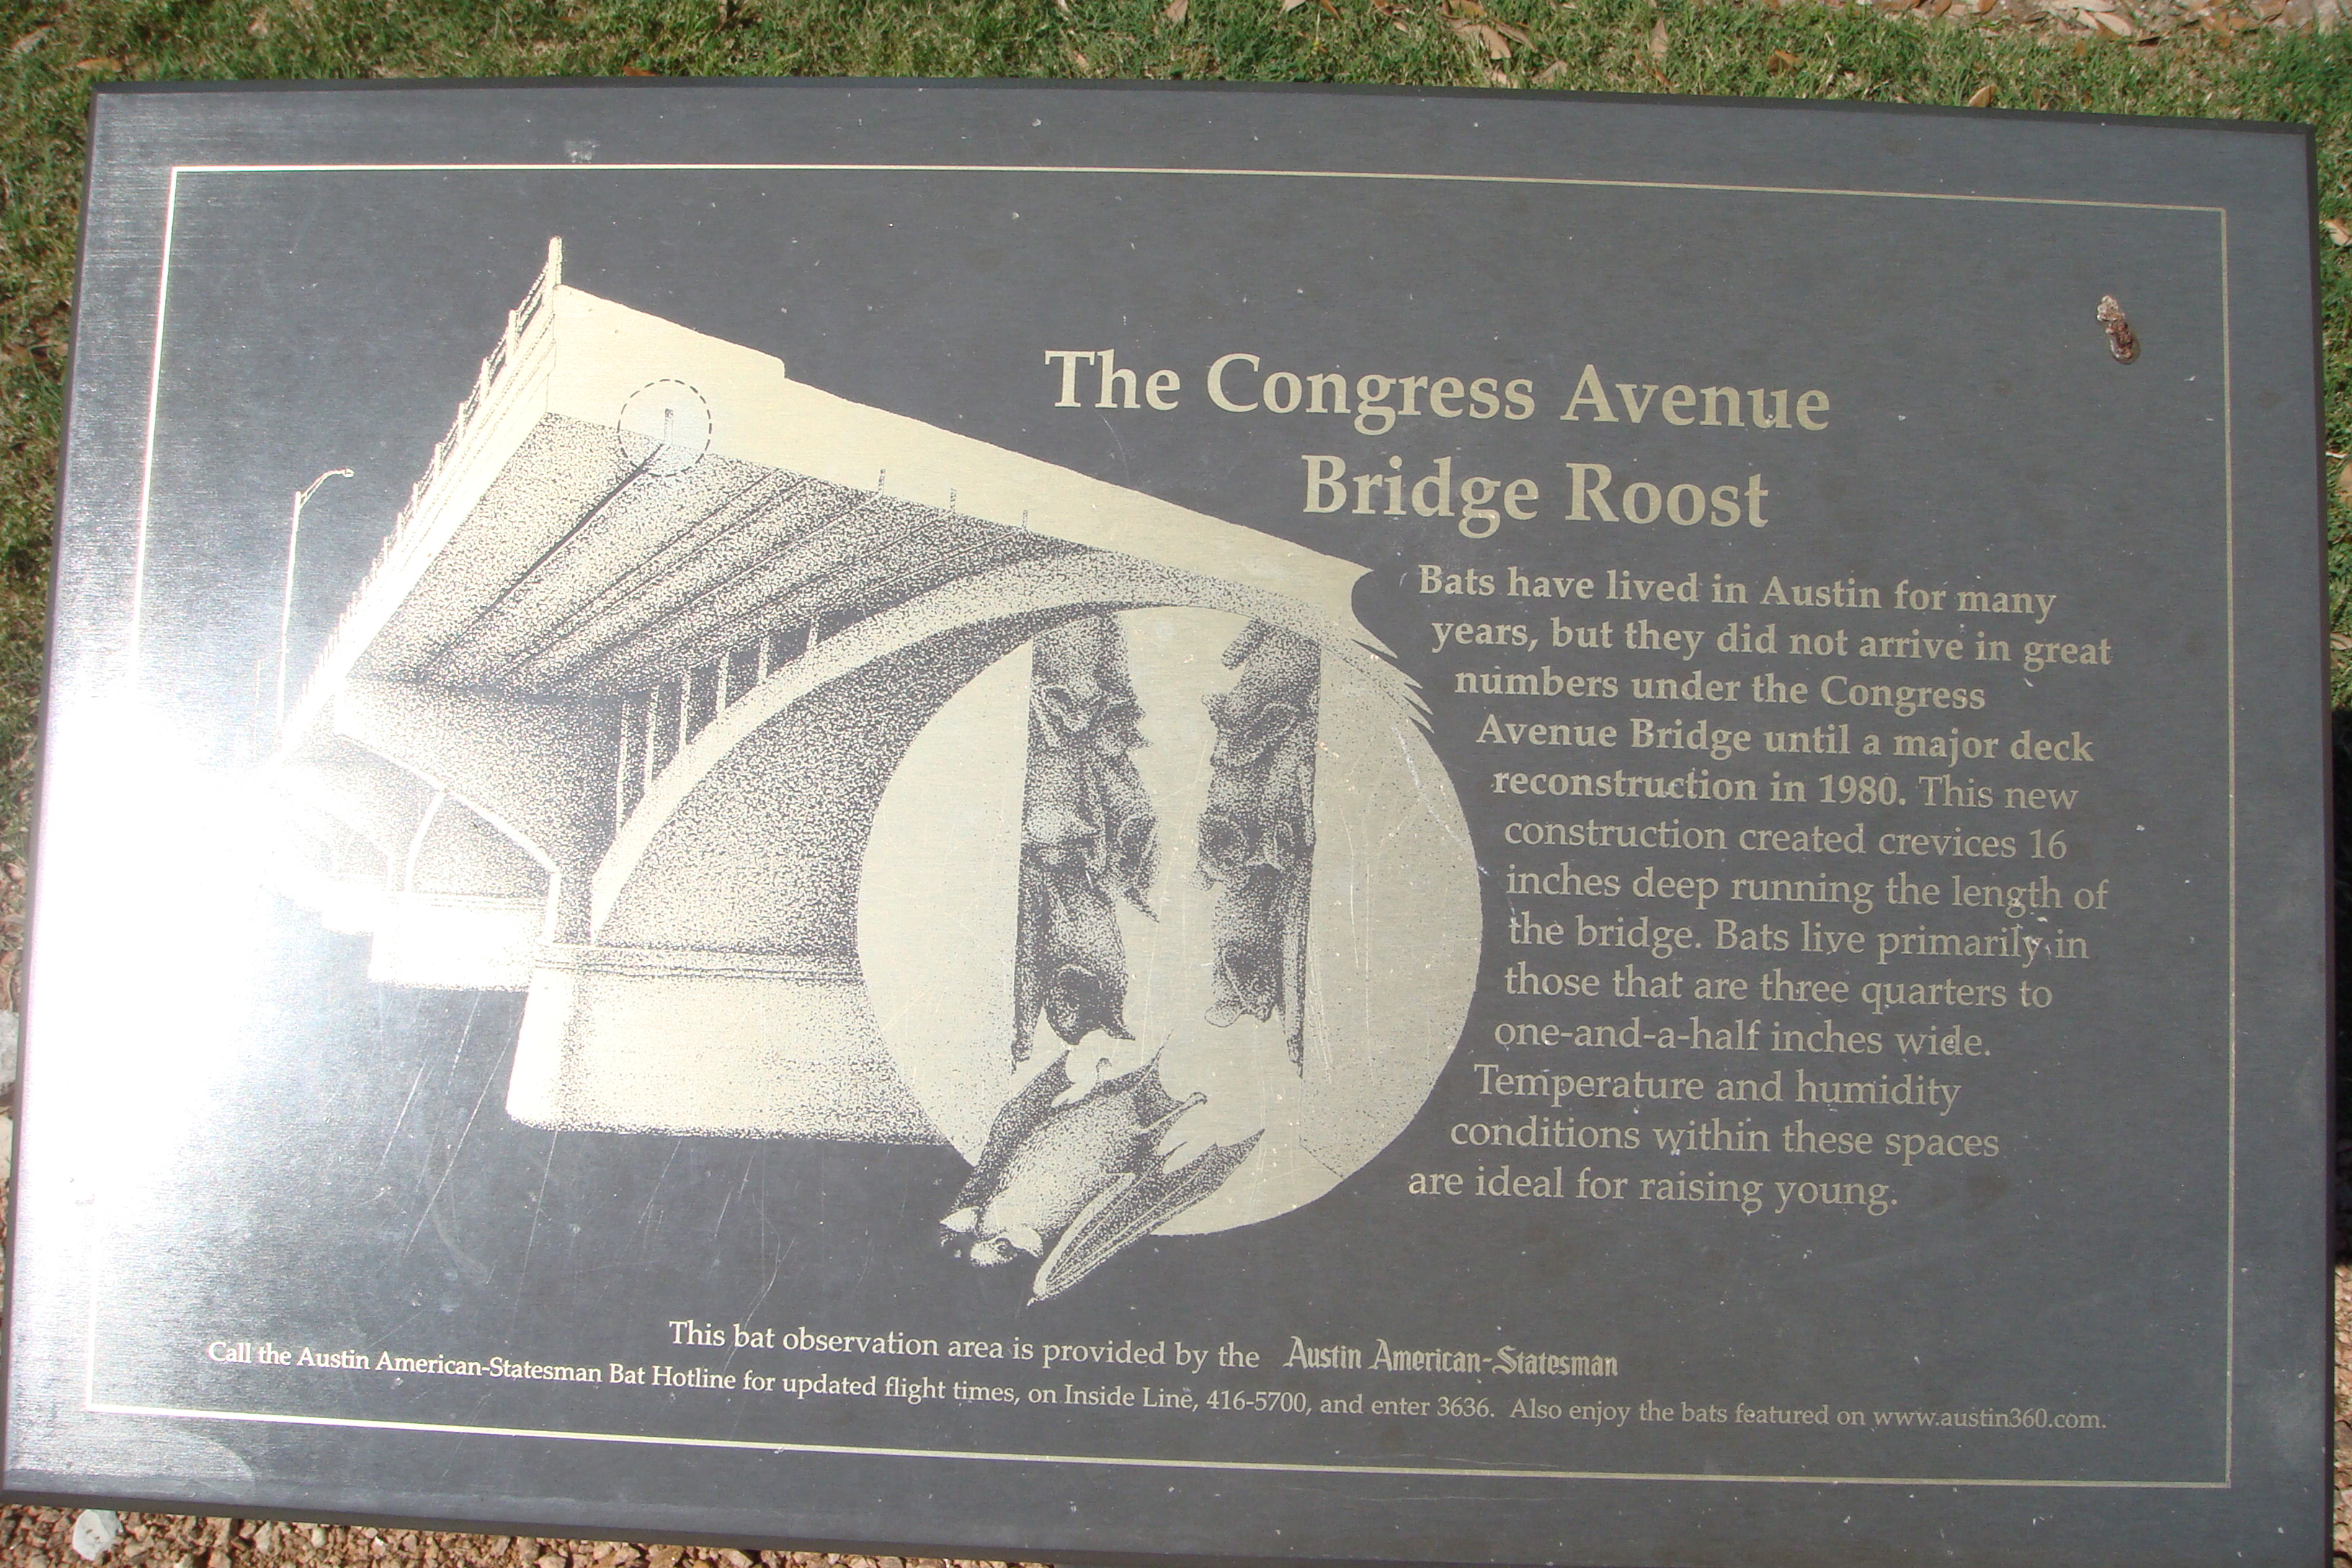 The Congress Avenue
Bridge Roost
Bats have lived in Austin for many
years, but they did not arrive in great
numbers under the Congress
Avenue Bridge until a major deck
reconstruction in 1980. This new
construction created crevices 16
inches deep running the length of
the bridge. Bats live primarily in
those that are three quarters to
one-and-a-half inches wide.
Temperature and humidity
conditions within these spaces
are ideal for raising young.
This bat observation area is provided by the Austin American-Statesman
Call the Austin American-Statesman Bat Hotline for updated flight times, on Inside Line, 416-5700, and enter 3636. Also enjoy the bats featured on www.austin360.com.